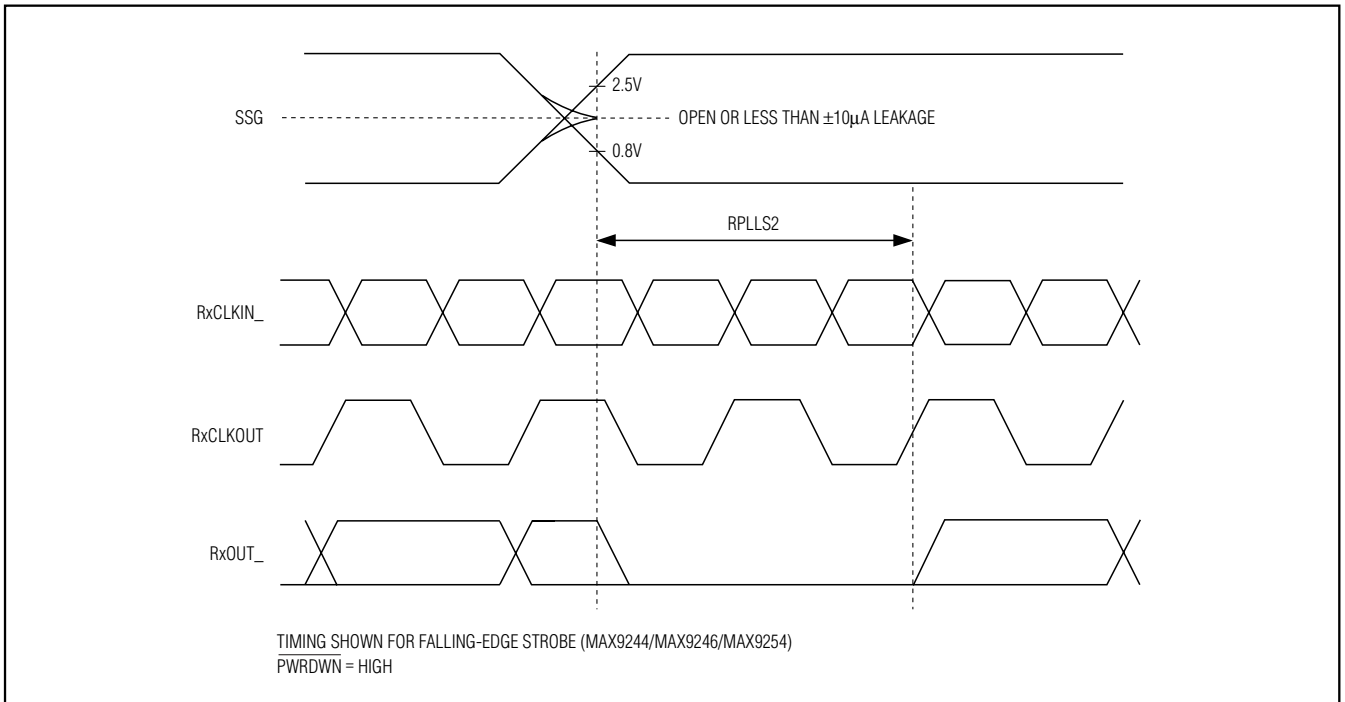 2.5V
SSG
OPEN OR LESS THAN ±10µA LEAKAGE
0.8V
RPLLS2
RxCLKIN_
RxCLKOUT
RxOUT_
TIMING SHOWN FOR FALLING-EDGE STROBE (MAX9244/MAX9246/MAX9254)
PWRDWN = HIGH